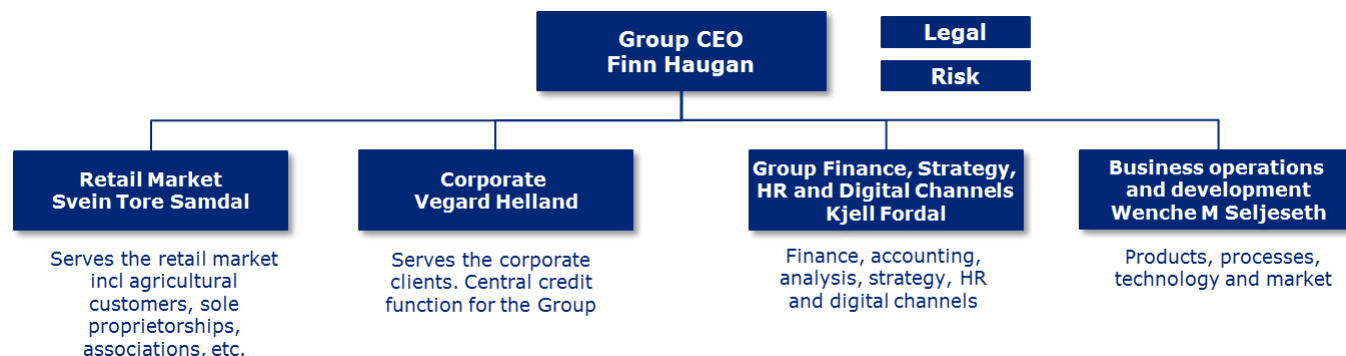 Group CEO
Finn Haugan
Legal
Risk
Retail Market
Svein Tore Samdal
Corporate
Vegard Helland
Group Finance, Strategy,
HR and Digital Channels
Kjell Fordal
Business operations
and development
Wenche M Seljeseth
Serves the retail market
incl agricultural
customers, sole
proprietorships,
associations, etc.
Serves the corporate
clients. Central credit
function for the Group
Finance, accounting,
analysis, strategy, HR
and digital channels
Products, processes,
technology and market